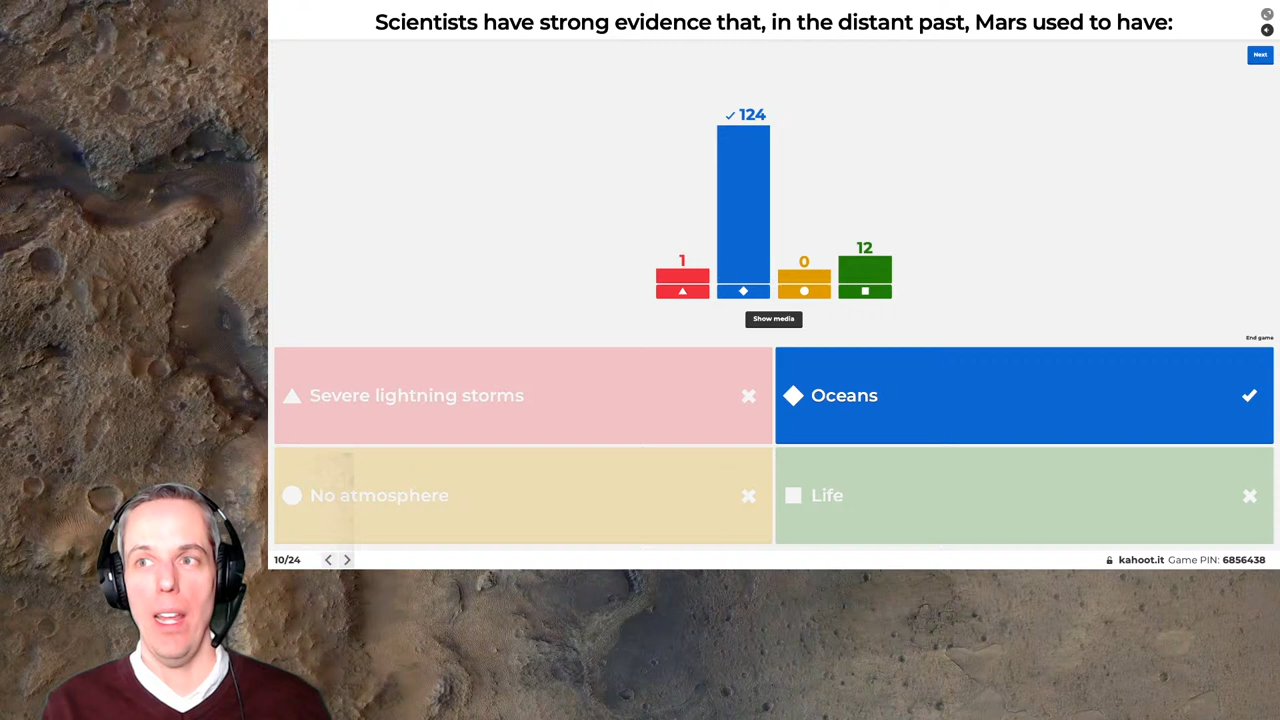 Scientists have strong evidence that, in the distant past, Mars used to have:
Next
124
1
0
12
Show media
End game
Severe lightning storms
Oceans
No atmosphere
Life
10/24
kahoot.it Game PIN: 6856438